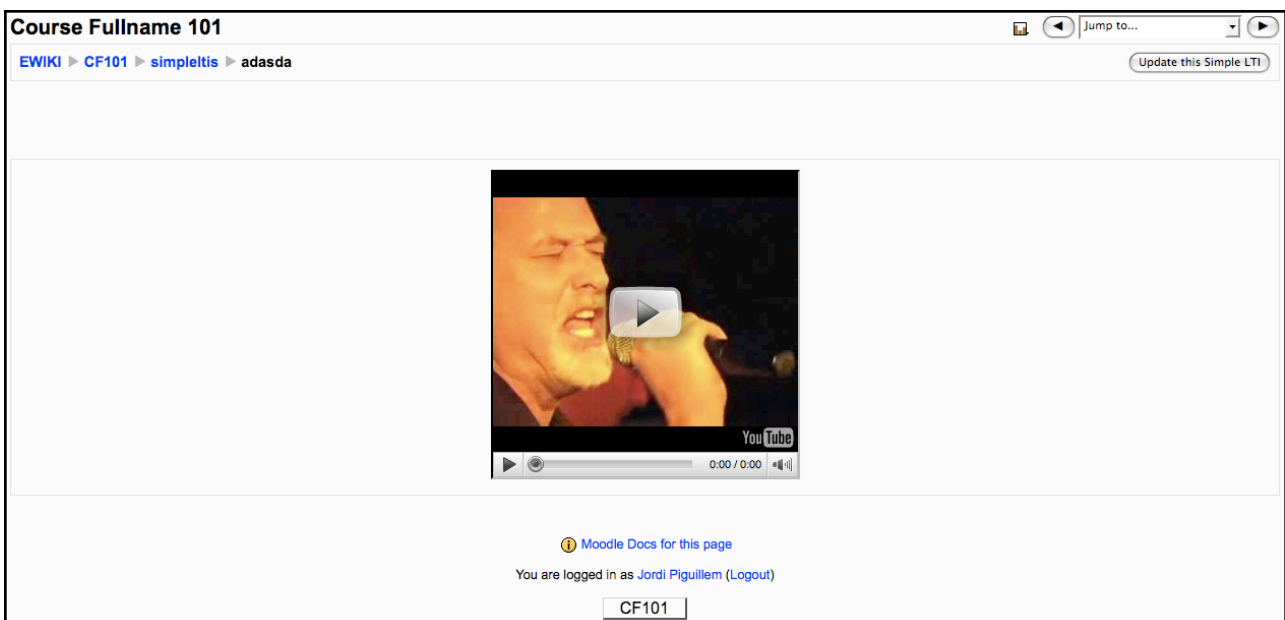 Course Fullname 101
Jump to...
EWIKI ▶ CF101 ▶ simpleltis ▶ adasda
Update this Simple LTI
YouTube
0:00 / 0:00
Moodle Docs for this page
You are logged in as Jordi Piguillem (Logout)
CF101